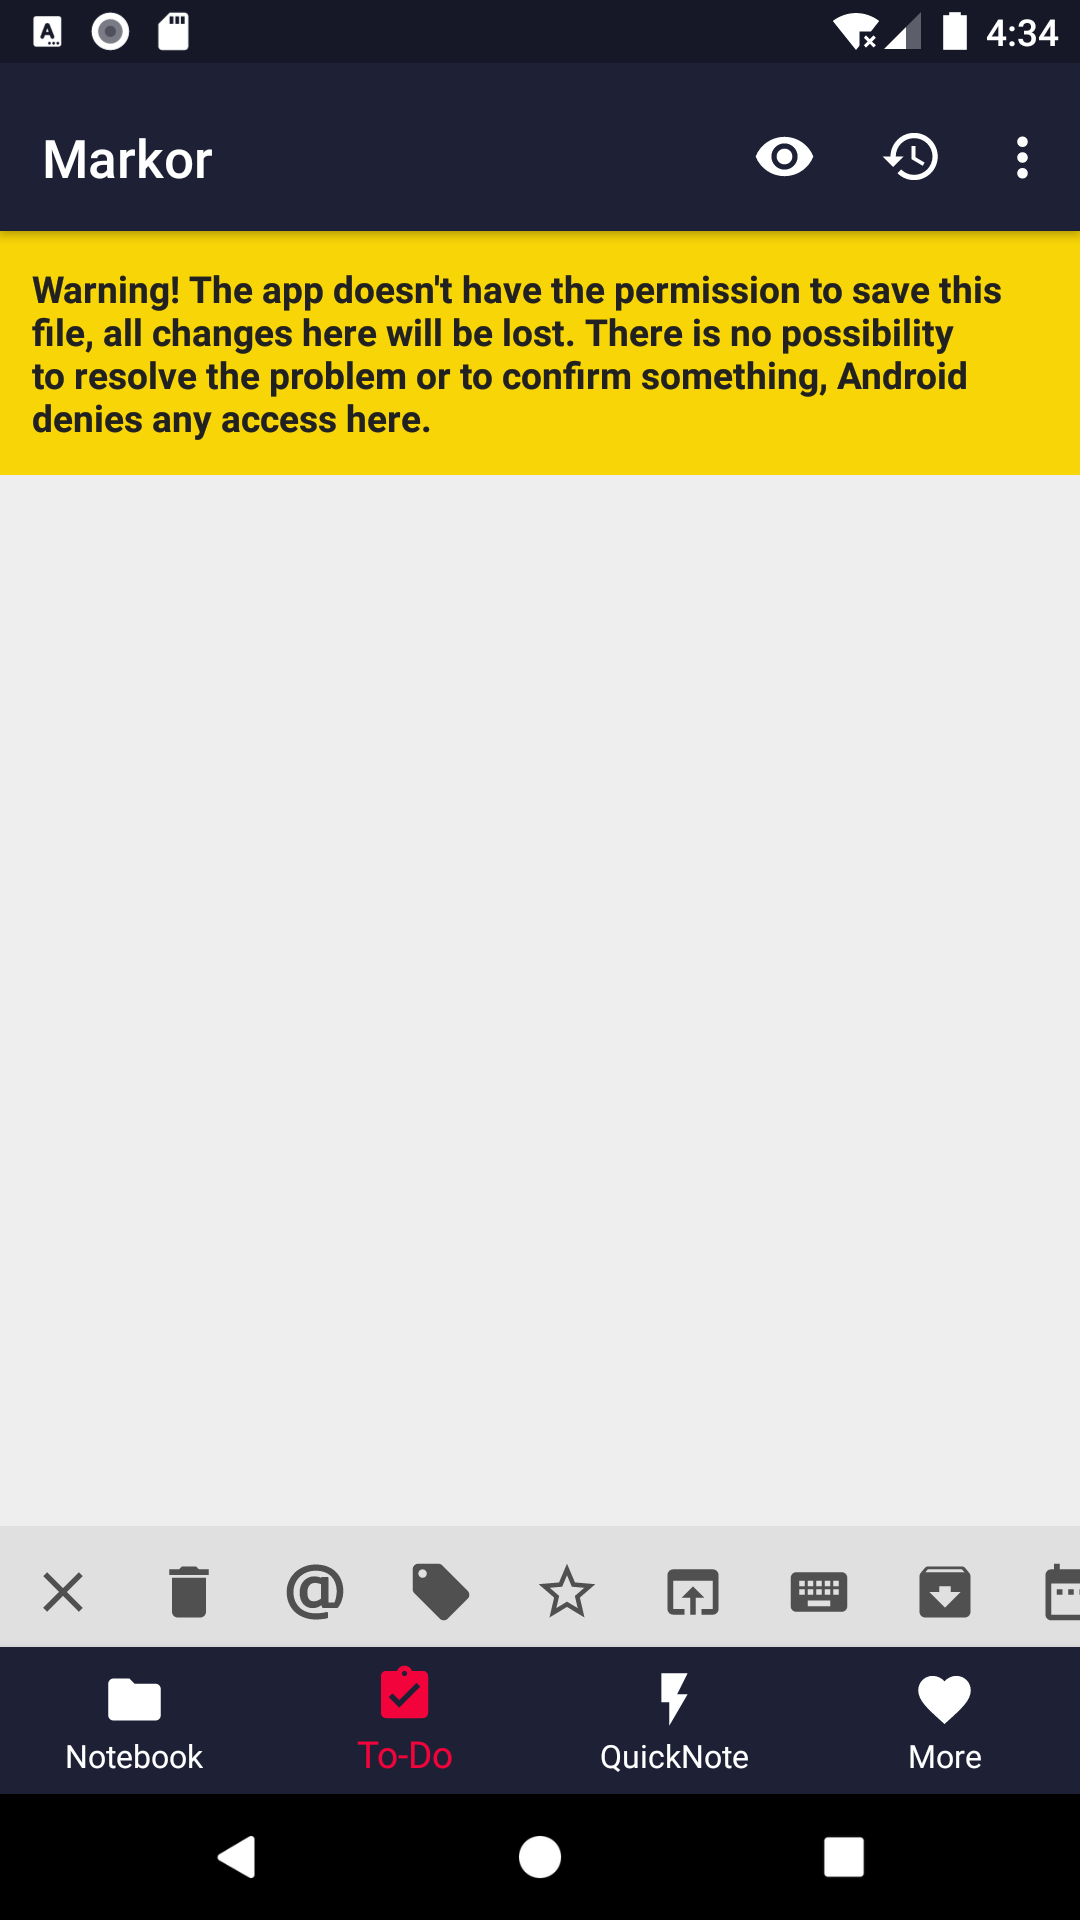 4:34
Markor
Warning! The app doesn't have the permission to save this
file, all changes here will be lost. There is no possibility
to resolve the problem or to confirm something, Android
denies any access here.
Notebook
To-Do
QuickNote
More